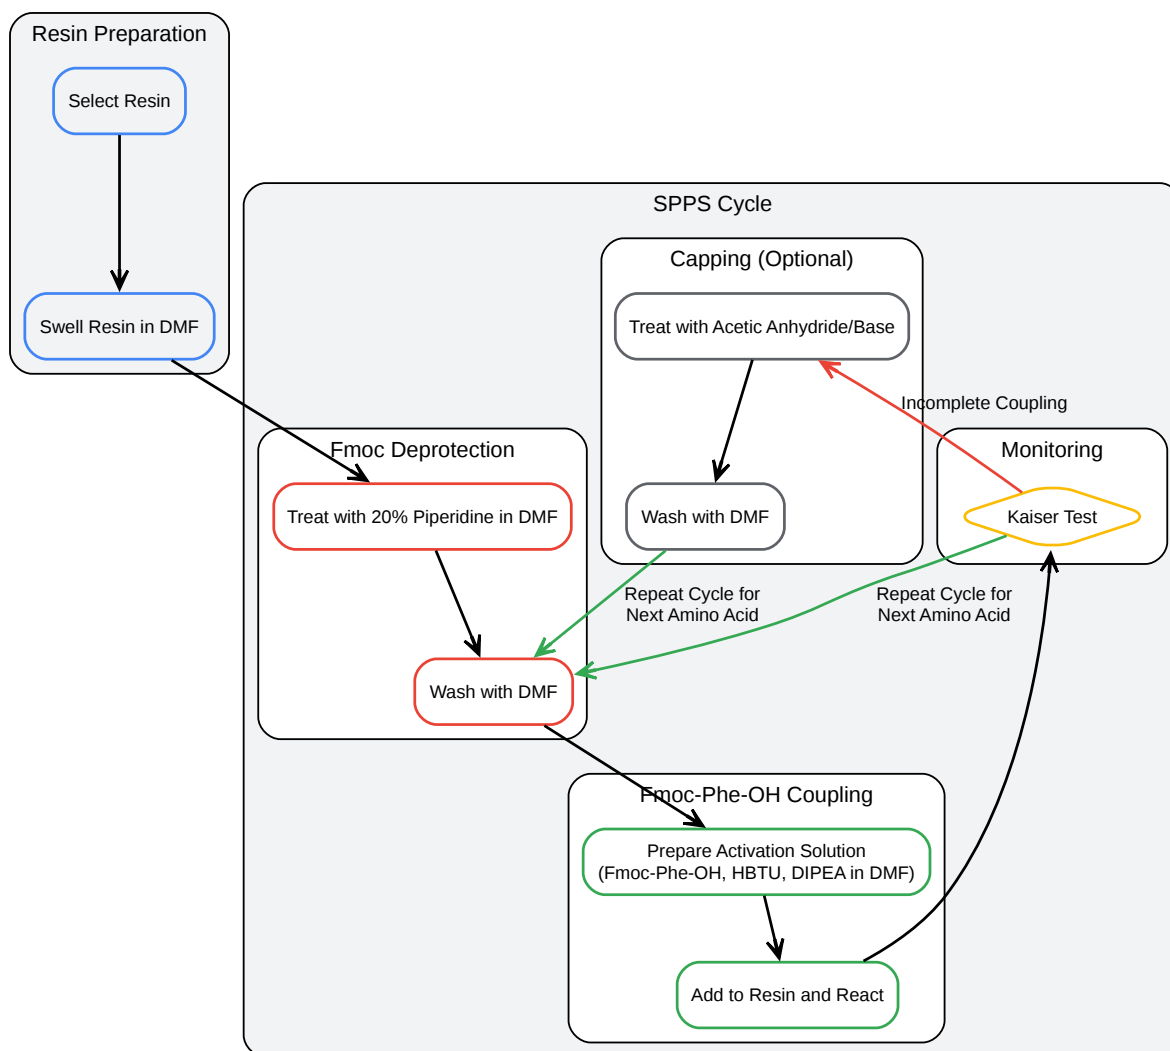 Resin Preparation
Select Resin
Swell Resin in DMF
SPPS Cycle
Capping (Optional)
Treat with Acetic Anhydride/Base
Wash with DMF
Incomplete Coupling
Monitoring
Kaiser Test
Fmoc Deprotection
Treat with 20% Piperidine in DMF
Wash with DMF
Repeat Cycle for
Next Amino Acid
Repeat Cycle for
Next Amino Acid
Fmoc-Phe-OH Coupling
Prepare Activation Solution
(Fmoc-Phe-OH, HBTU, DIPEA in DMF)
Add to Resin and React